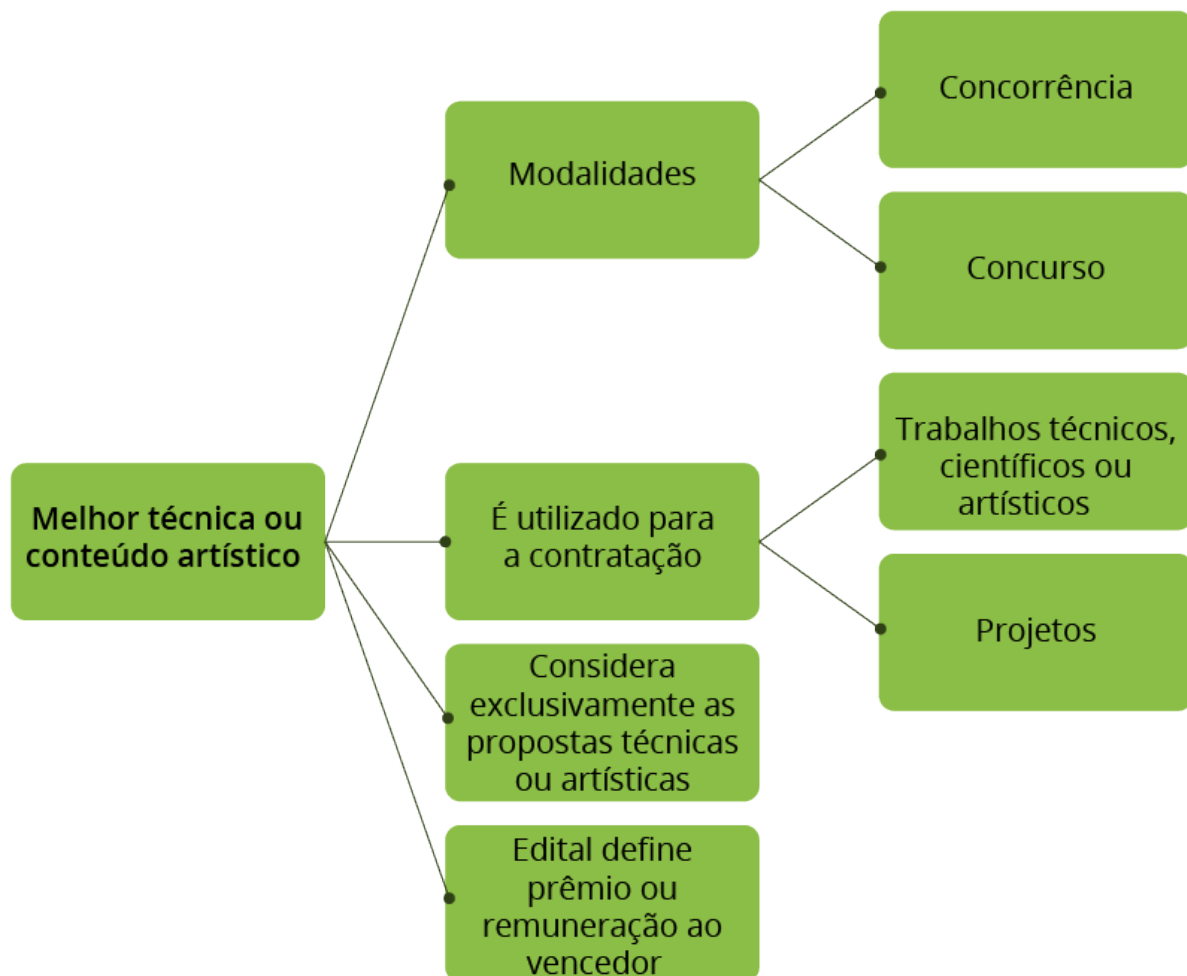 Melhor técnica ou
conteúdo artístico
Modalidades
Concorrência
Concurso
É utilizado para
a contratação
Trabalhos técnicos,
científicos ou
artísticos
Projetos
Considera
exclusivamente as
propostas técnicas
ou artísticas
Edital define
prêmio ou
remuneração ao
vencedor